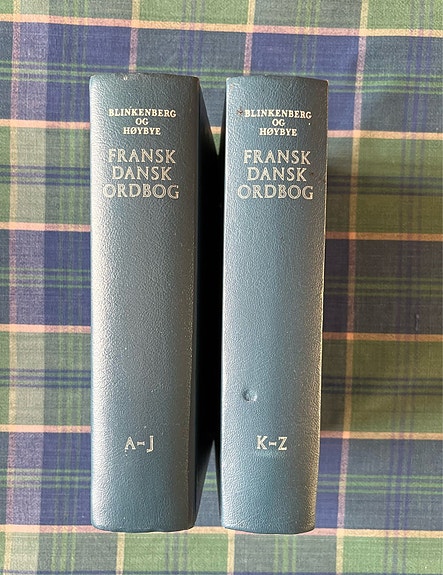 BLINKENBERG
OG
HØYBYE
FRANSK
DANSK
ORDBOG
A-J
BLINKENBERG
OG
HØYBYE
FRANSK
DANSK
ORDBOG
K-Z